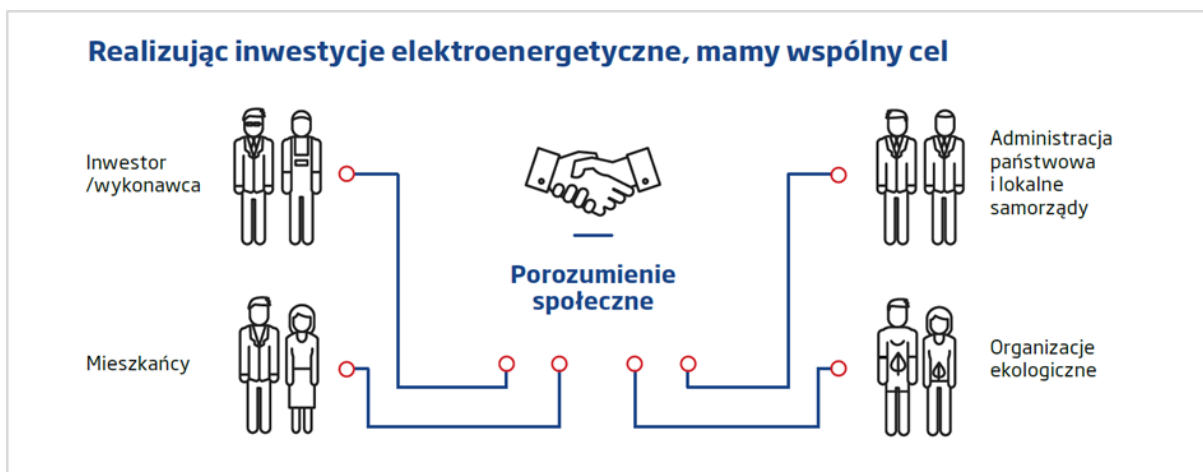 Realizując inwestycje elektroenergetyczne, mamy wspólny cel
Inwestor
/wykonawca
Administracja
państwowa
i lokalne
samorządy
Porozumienie
społeczne
Mieszkańcy
Organizacje
ekologiczne